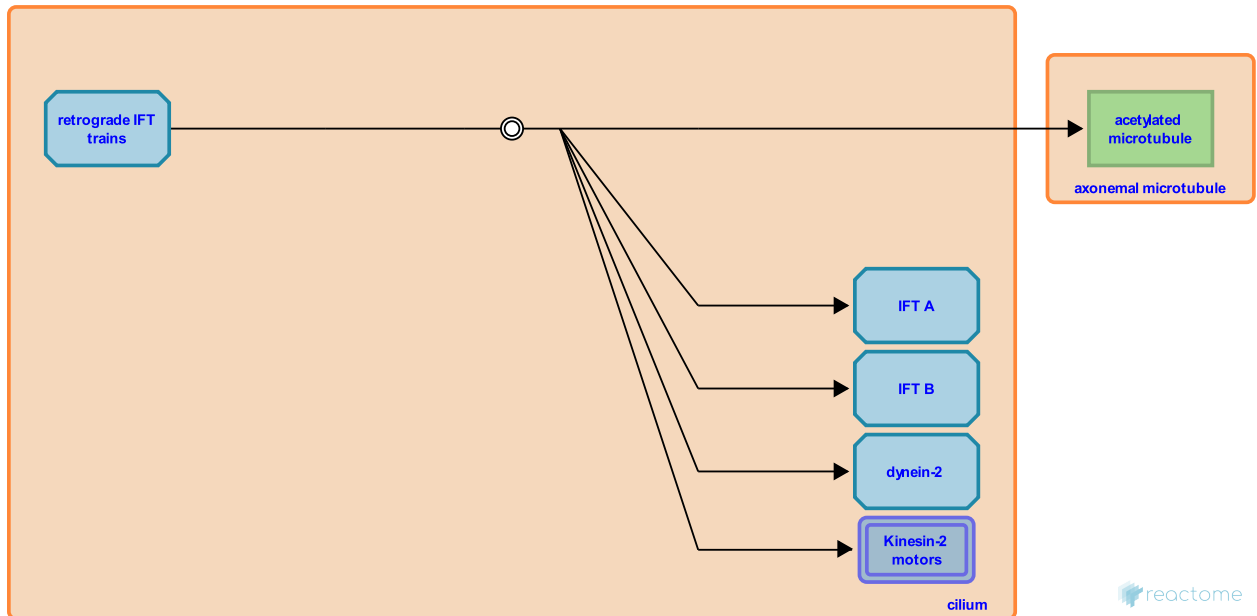 retrograde IFT
trains
acetylated
microtubule
axonemal microtubule
IFT A
IFT B
dynein-2
Kinesin-2
motors
cilium
reactome